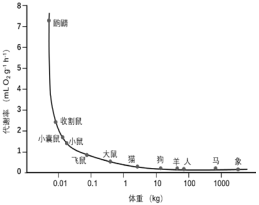 8
7
6
5
4
3
2
1
0
代谢率 (mL O₂ g⁻¹ h⁻¹)
鼩鼱
收割鼠
小囊鼠
小鼠
飞鼠
大鼠
猫
狗
羊 人
马
象
0.01 0.1 1 10 100 1000
体重 (kg)